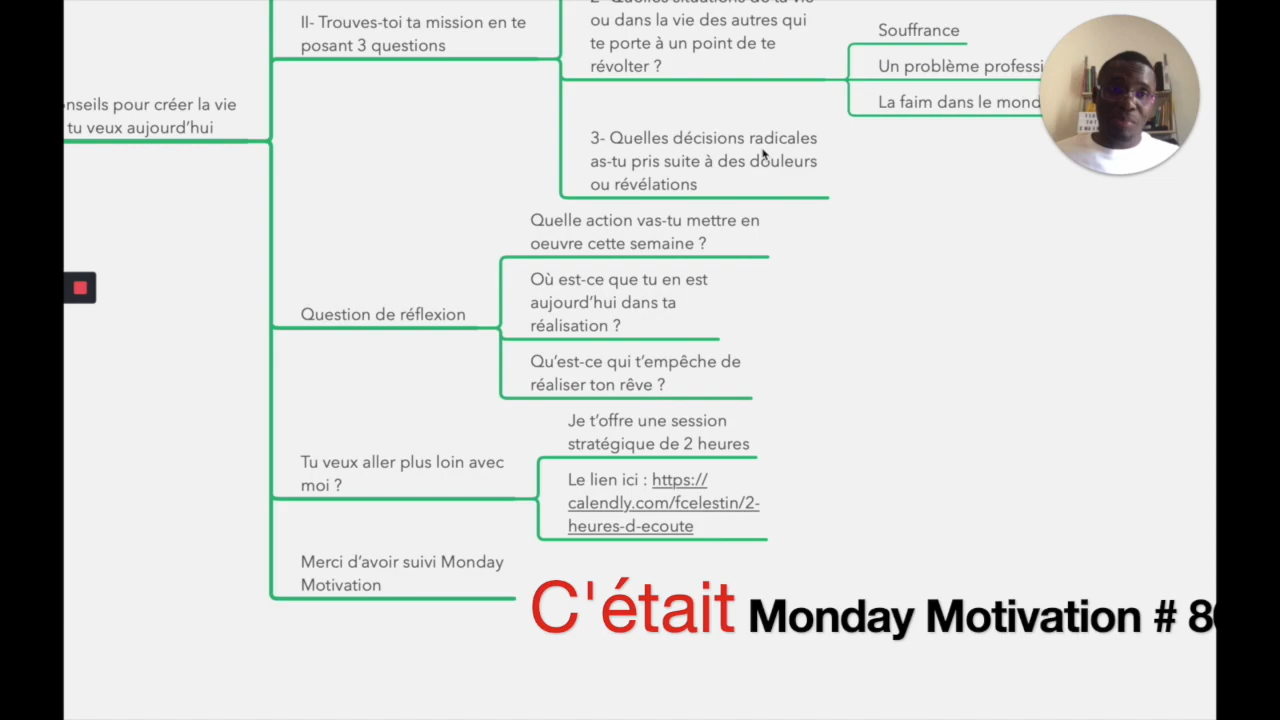 ou dans la vie des autres qui
te porte à un point de te
révolter ?
Souffrance
Un problème professi
La faim dans le mond
II- Trouves-toi ta mission en te
posant 3 questions
onseils pour créer la vie
tu veux aujourd'hui
3- Quelles décisions radicales
as-tu pris suite à des douleurs
ou révélations
Quelle action vas-tu mettre en
oeuvre cette semaine ?
Où est-ce que tu en est
aujourd'hui dans ta
réalisation ?
Question de réflexion
Qu'est-ce qui t'empêche de
réaliser ton rêve ?
Je t'offre une session
stratégique de 2 heures
Tu veux aller plus loin avec
moi ?
Le lien ici : https://
calendly.com/fcelestin/2-
heures-d-ecoute
Merci d'avoir suivi Monday
Motivation
C'était Monday Motivation # 8